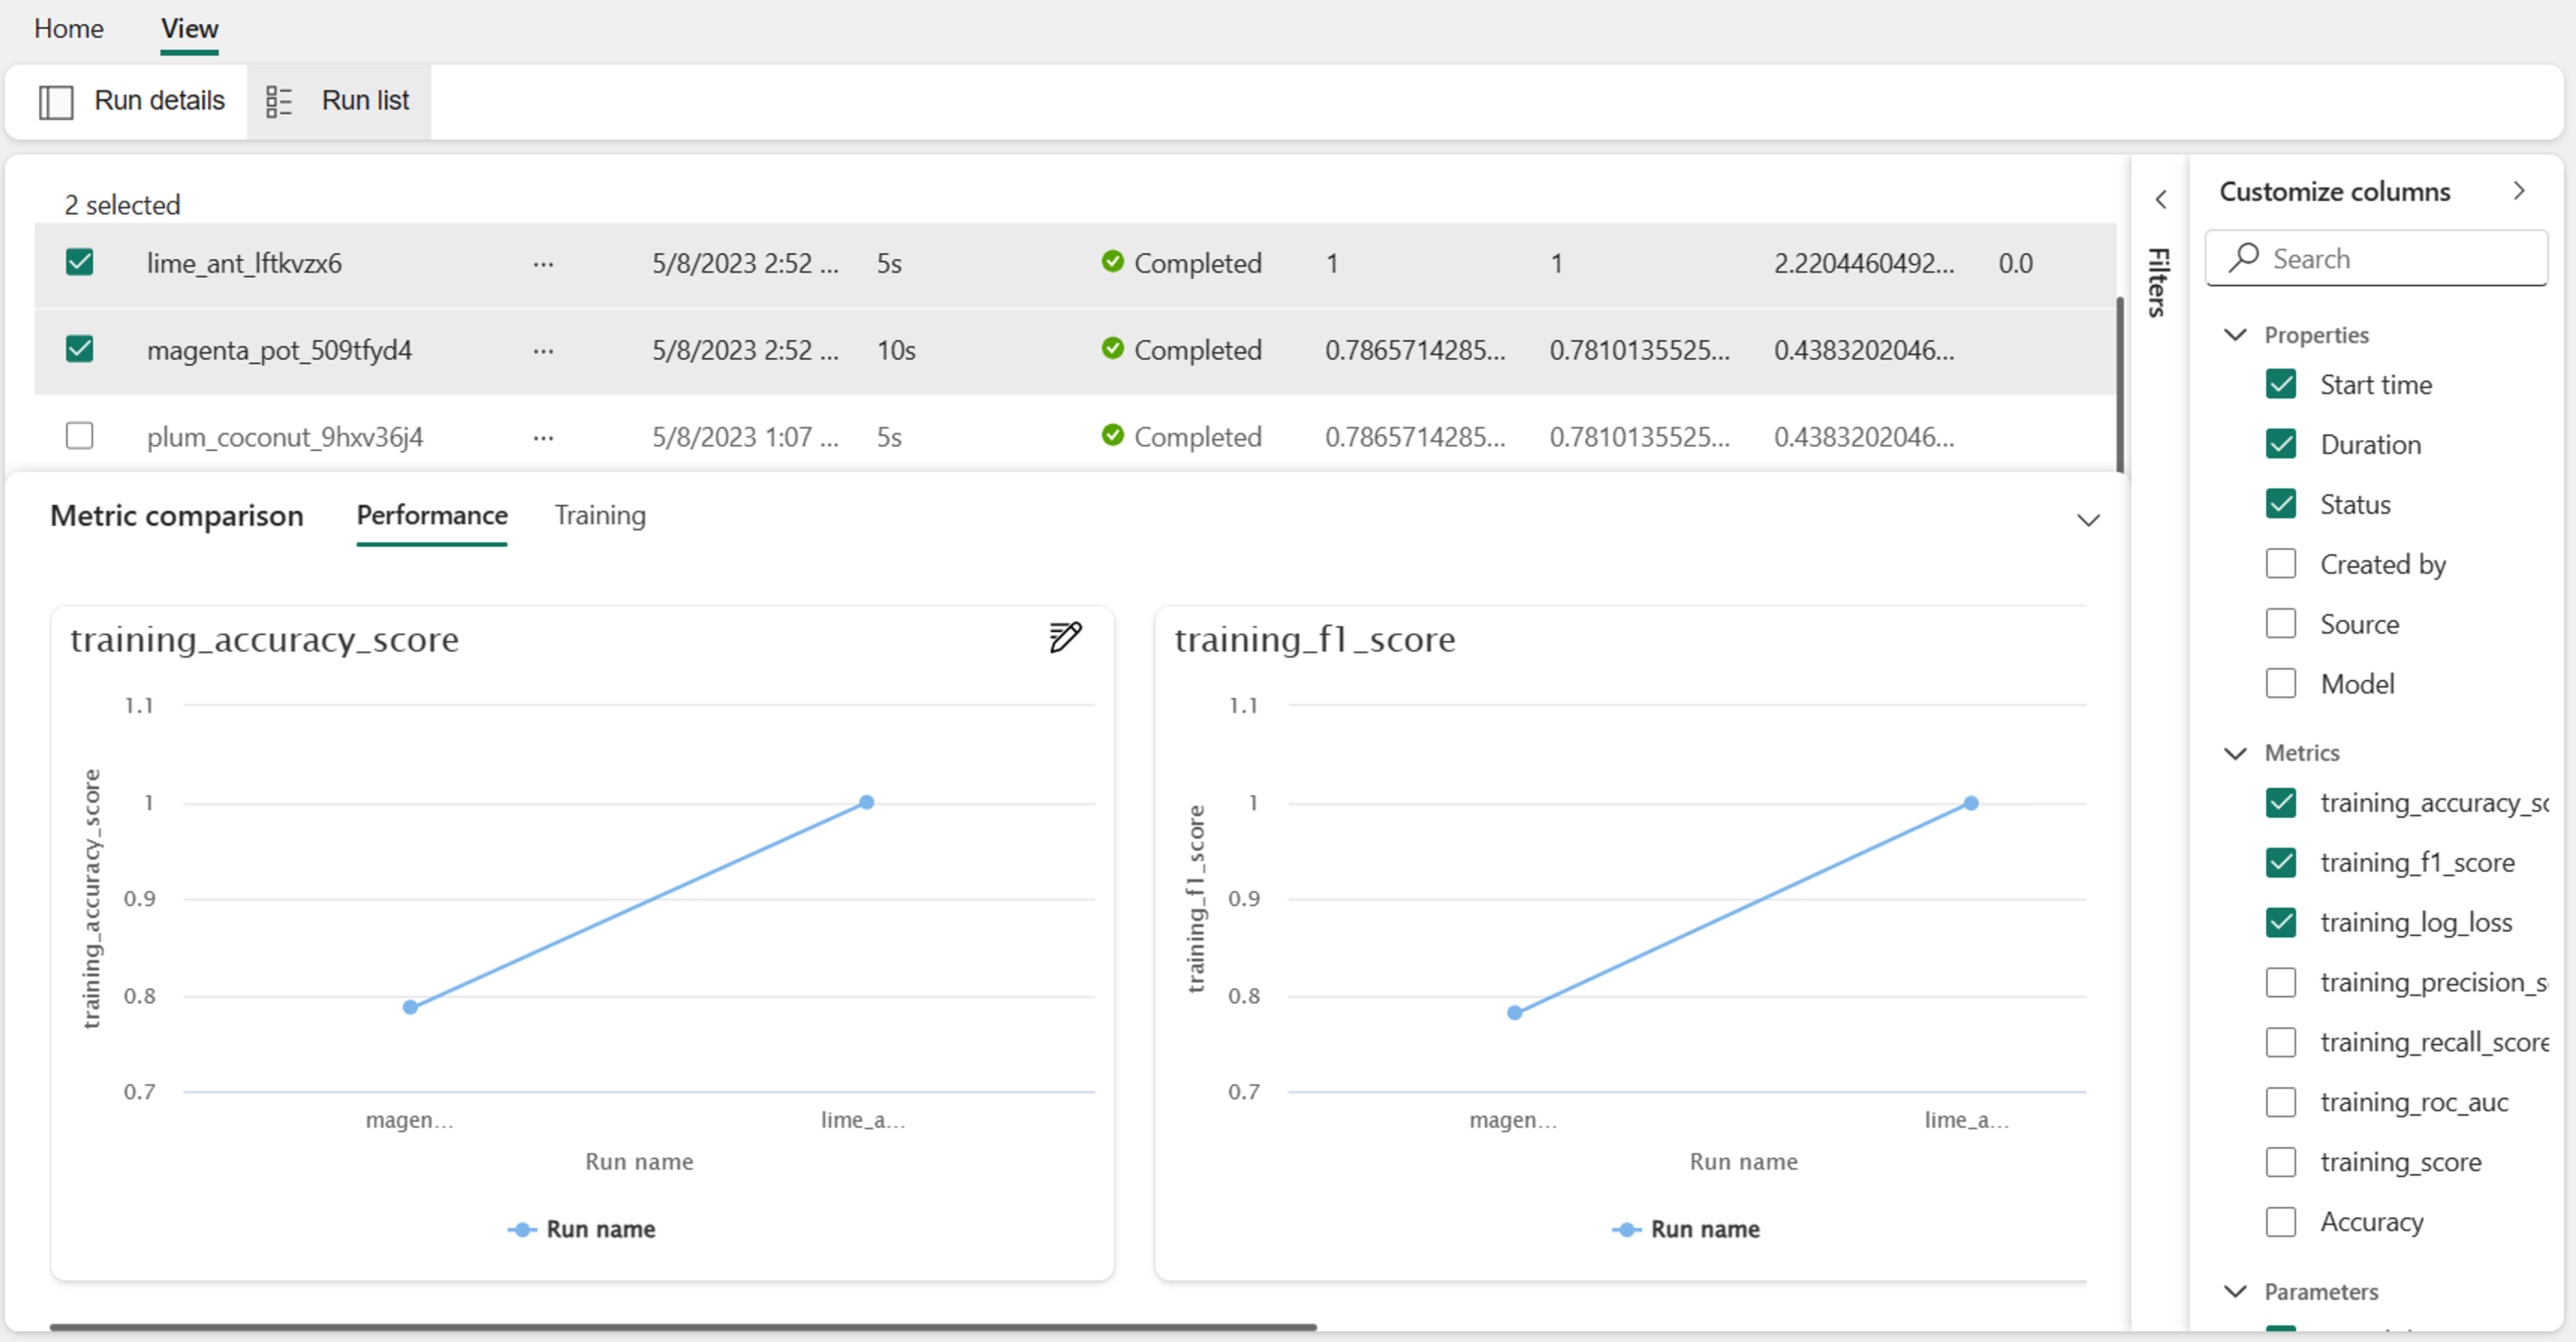 Home View
Run details Run list
2 selected
lime_ant_lftkvzx6 ... 5/8/2023 2:52 ... 5s Completed 1 1 2.2204460492... 0.0
magenta_pot_509tfyd4 ... 5/8/2023 2:52 ... 10s Completed 0.7865714285... 0.7810135525... 0.4383202046...
plum_coconut_9hxv36j4 ... 5/8/2023 1:07 ... 5s Completed 0.7865714285... 0.7810135525... 0.4383202046...
Metric comparison Performance Training
training_accuracy_score
1.1
1
0.9
0.8
0.7
training_accuracy_score
magen... lime_a...
Run name
Run name
training_f1_score
1.1
1
0.9
0.8
0.7
training_f1_score
magen... lime_a...
Run name
Run name
Filters
Customize columns
Search
Properties
Start time
Duration
Status
Created by
Source
Model
Metrics
training_accuracy_sc
training_f1_score
training_log_loss
training_precision_s
training_recall_score
training_roc_auc
training_score
Accuracy
Parameters